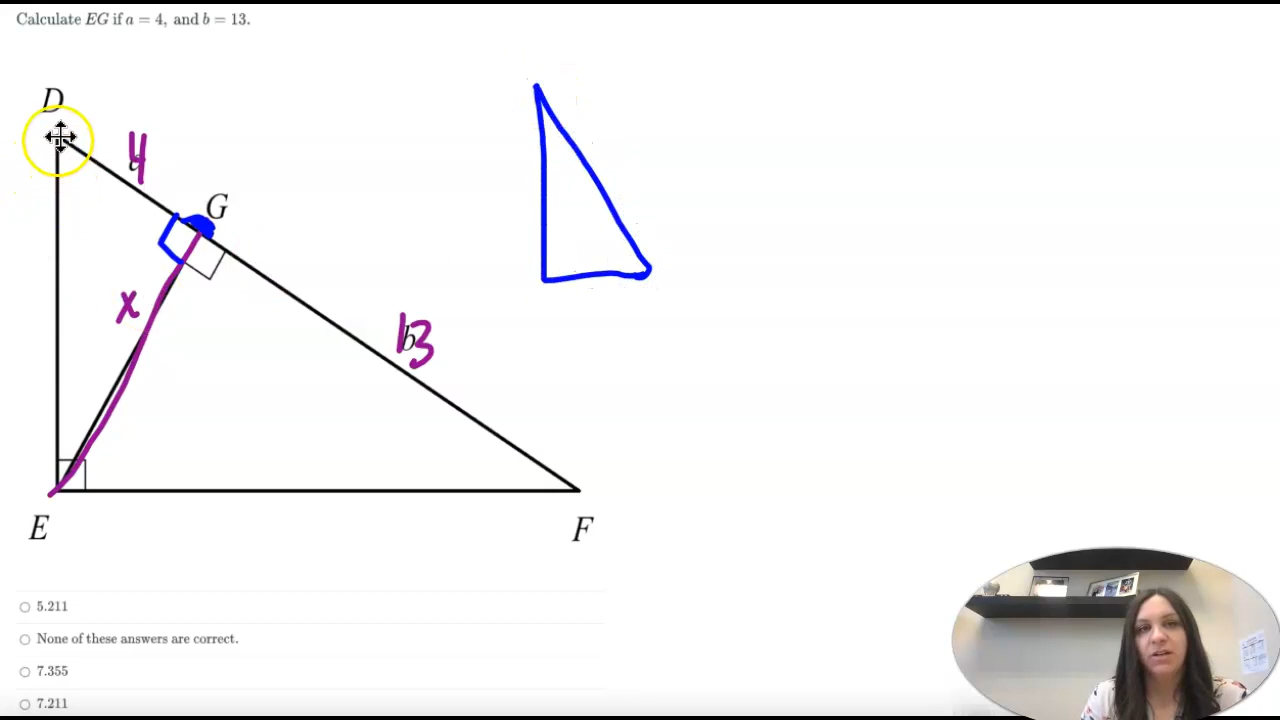 Calculate EG if a = 4, and b = 13.
D
4
a
G
x
b
13
E
F
5.211
None of these answers are correct.
7.355
7.211